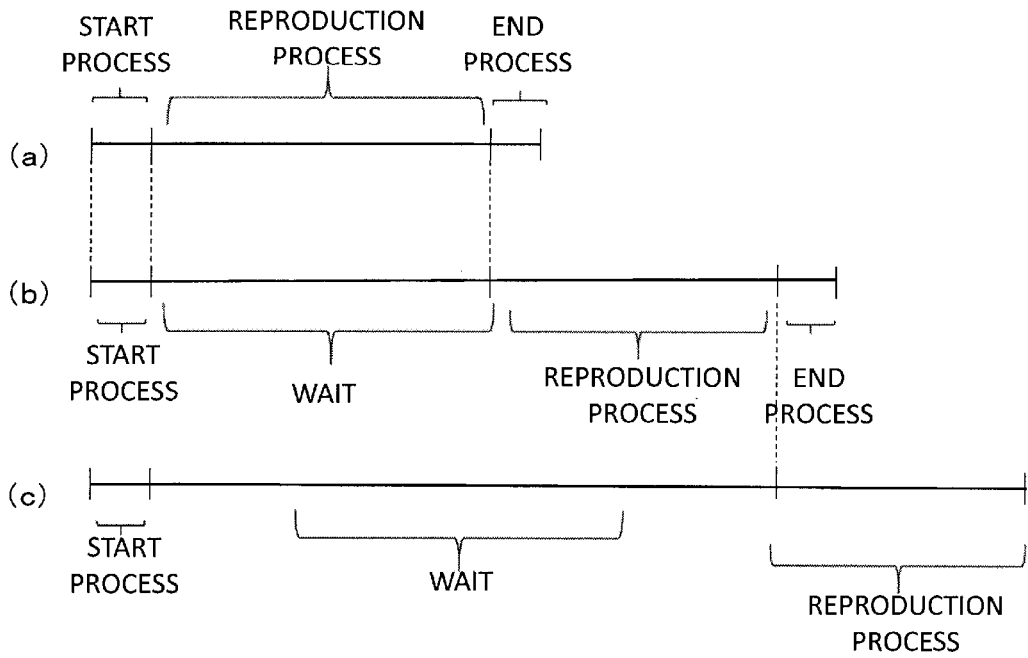 START
PROCESS
REPRODUCTION
PROCESS
END
PROCESS
(a)
(b)
START
PROCESS
WAIT
REPRODUCTION
PROCESS
END
PROCESS
(c)
START
PROCESS
WAIT
REPRODUCTION
PROCESS